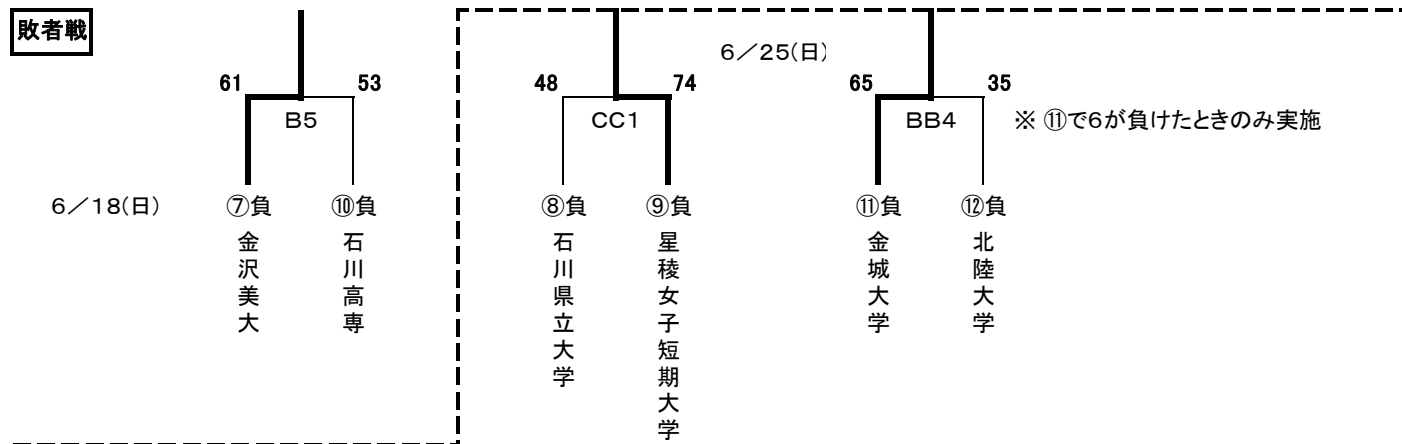 敗者戦
6／25(日)
61
53
48
74
65
35
B5
CC1
BB4
※ ⑪で6が負けたときのみ実施
6／18(日)
⑦負
⑩負
⑧負
⑨負
⑪負
⑫負
金沢美大
石川高専
石川県立大学
星稜女子短期大学
金城大学
北陸大学